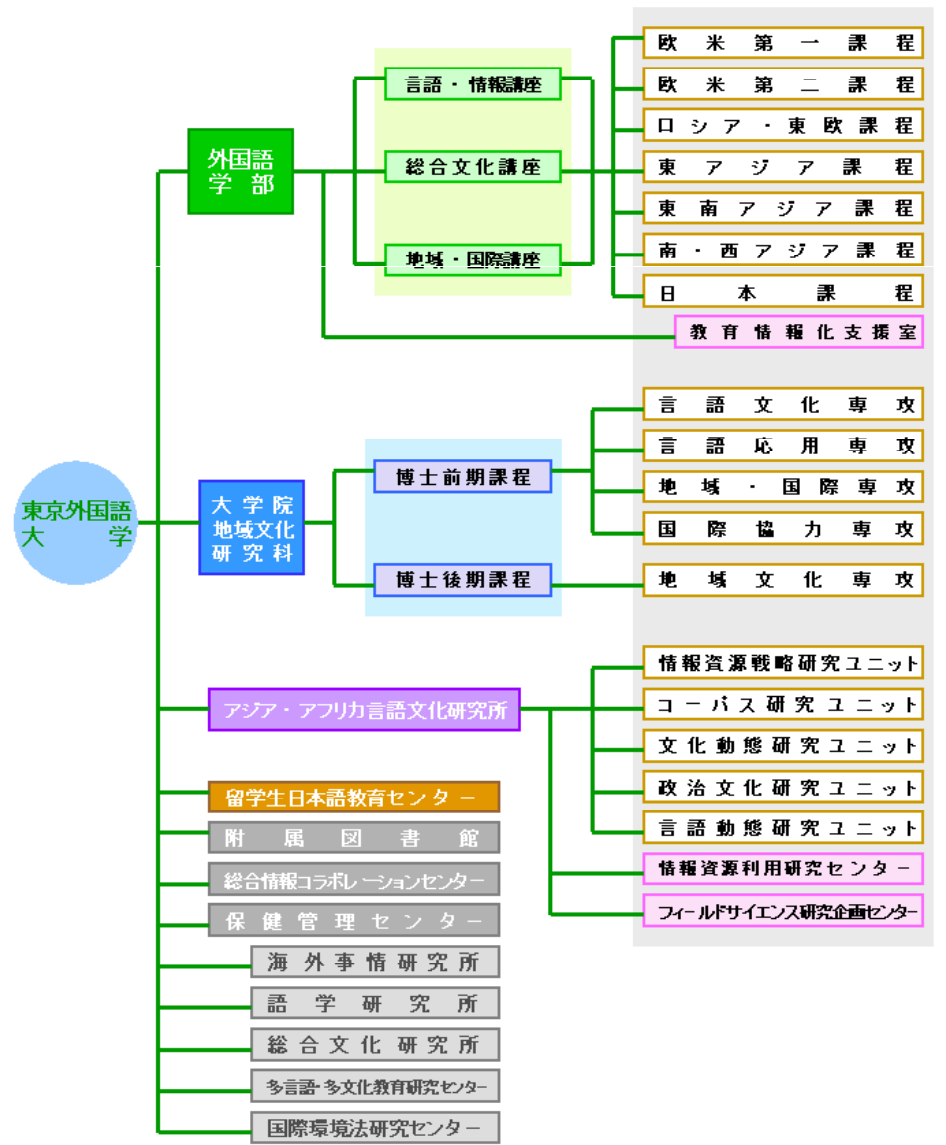 東京外国語
大学
外国語
学部
言語・情報講座
総合文化講座
地域・国際講座
欧米第一課程
欧米第二課程
ロシア・東欧課程
東アジア課程
東南アジア課程
南・西アジア課程
日本課程
教育情報化支援室
大学院
地域文化
研究科
博士前期課程
博士後期課程
言語文化専攻
言語応用専攻
地域・国際専攻
国際協力専攻
地域文化専攻
アジア・アフリカ言語文化研究所
情報資源戦略研究ユニット
コーパス研究ユニット
文化動態研究ユニット
政治文化研究ユニット
言語動態研究ユニット
情報資源利用研究センター
フィールドサイエンス研究企画センター
留学生日本語教育センター
附属図書館
総合情報コラボレーションセンター
保健管理センター
海外事情研究所
語学研究所
総合文化研究所
多言語・多文化教育研究センター
国際環境法研究センター